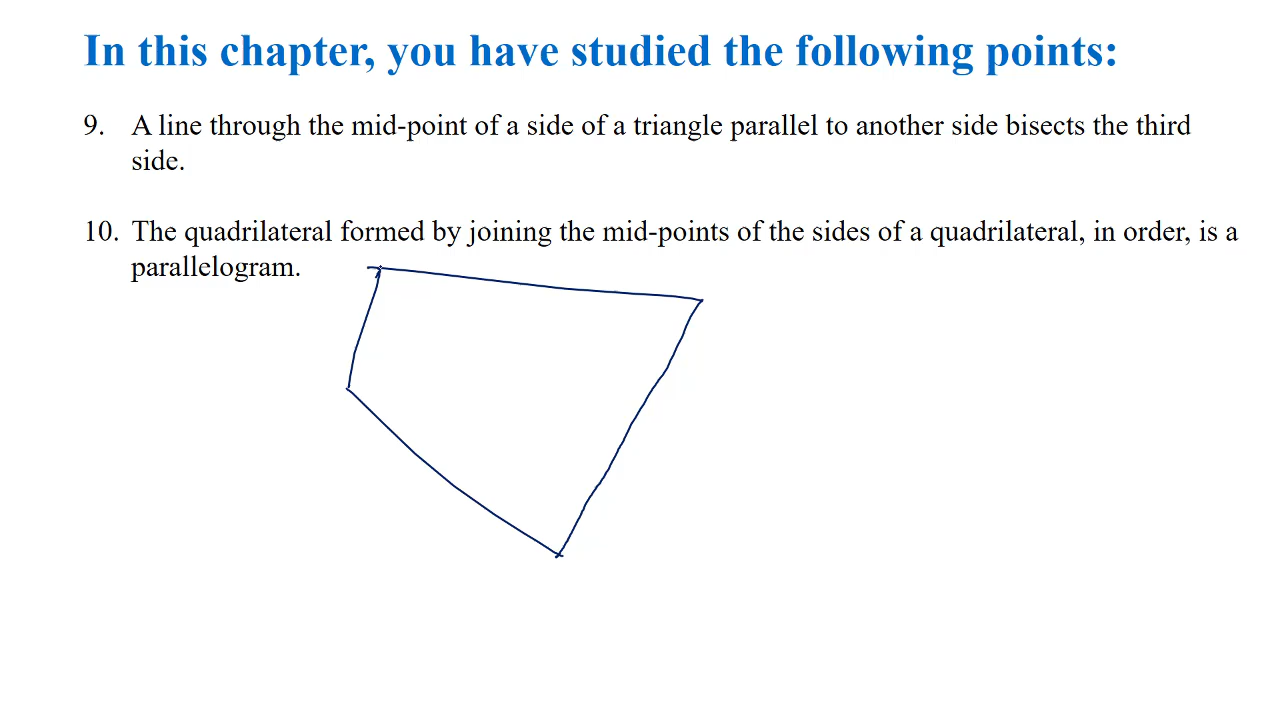 In this chapter, you have studied the following points:
9. A line through the mid-point of a side of a triangle parallel to another side bisects the third
side.
10. The quadrilateral formed by joining the mid-points of the sides of a quadrilateral, in order, is a
parallelogram.